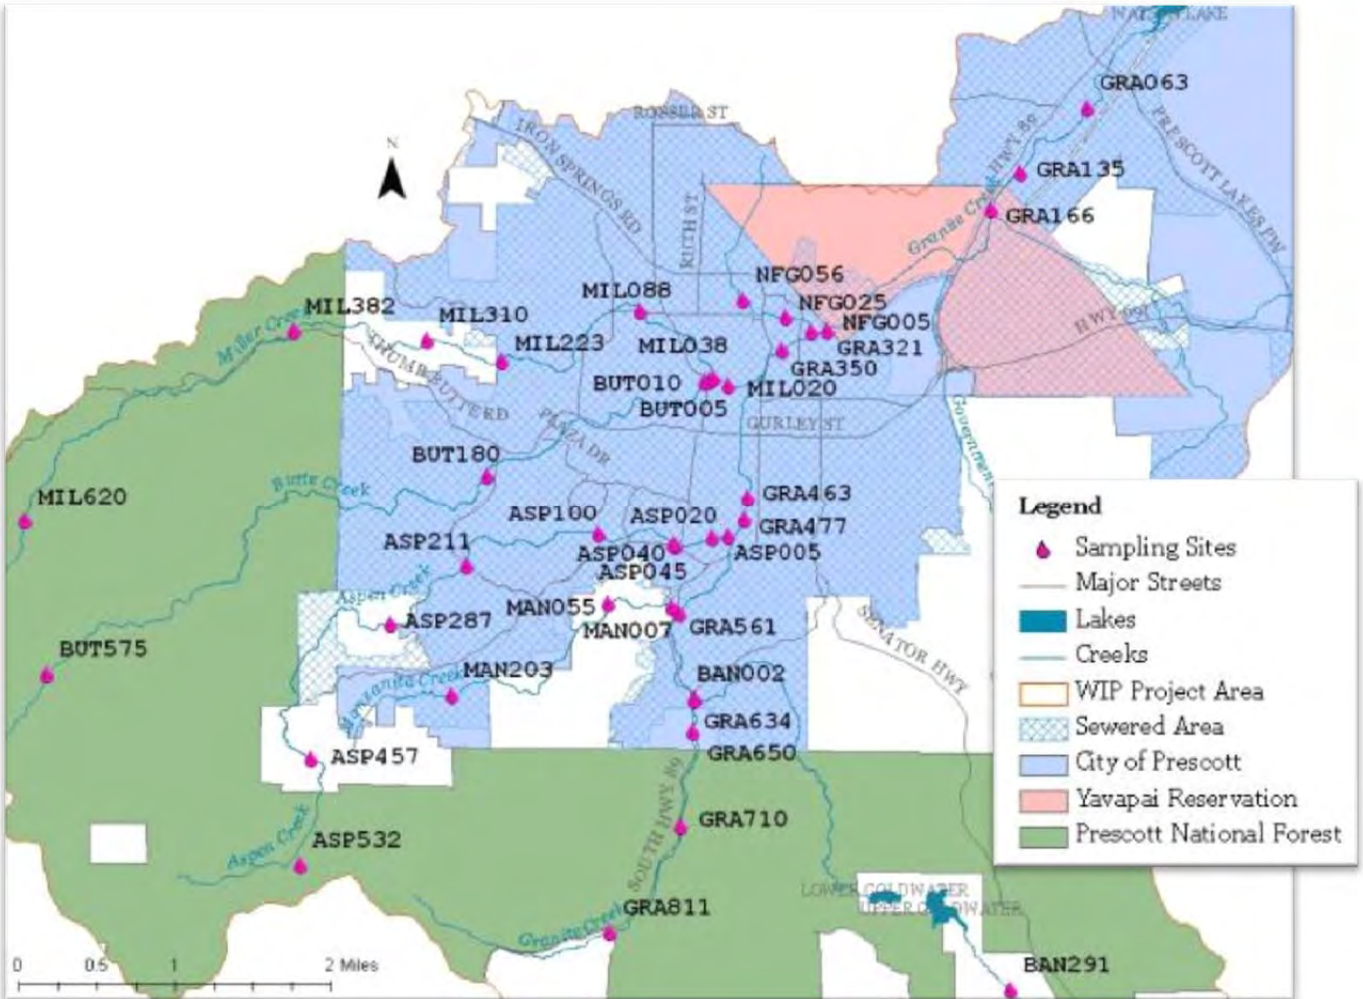 WATSON LAKE
GRA063
ROSSER ST
IRON SPRINGS RD
HWY 89
PRESCOTT LAKES PW
N
GRA135
GRA166
RUTH ST
Granite Creek
NFG056
MIL088
NFG025
MIL382
MIL310
NFG005
HWY 69
Miller Creek
MIL223
MIL038
GRA321
THUMB BUTTE RD
GRA350
BUT010
MIL020
BUT005
PLAZA DR
GURLEY ST
Government
BUT180
Butte Creek
MIL620
GRA463
ASP100
ASP020
GRA477
ASP211
ASP040
ASP005
ASP045
Aspen Creek
MAN055
ASP287
MAN007
GRA561
SENATOR HWY
BUT575
MAN203
BAN002
Manzanita Creek
GRA634
ASP457
GRA650
SOUTH HWY 89
GRA710
ASP532
Aspen Creek
LOWER GOLDWATER
UPPER GOLDWATER
GRA811
Granite Creek
BAN291
0 0.5 1 2 Miles
Legend
Sampling Sites
Major Streets
Lakes
Creeks
WIP Project Area
Sewered Area
City of Prescott
Yavapai Reservation
Prescott National Forest